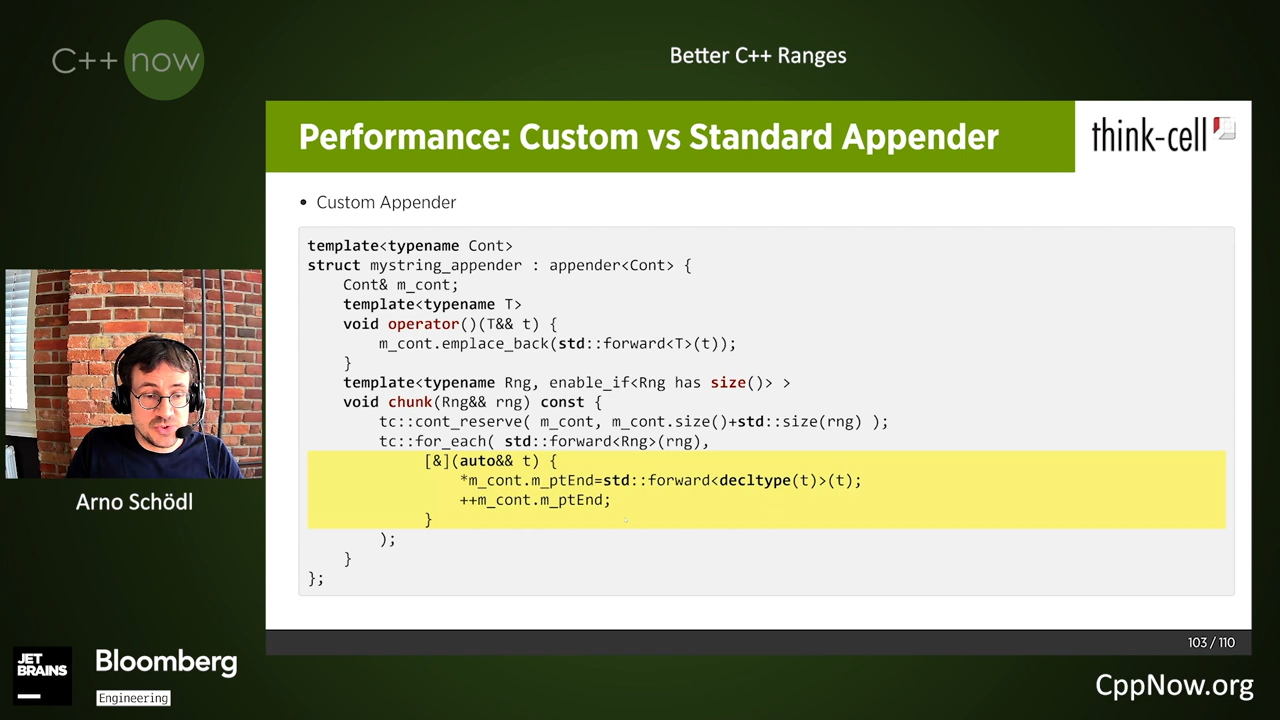 C++ now
Better C++ Ranges
Performance: Custom vs Standard Appender
think-cell
• Custom Appender
template<typename Cont>
struct mystring_appender : appender<Cont> {
    Cont& m_cont;
    template<typename T>
    void operator()(T&& t) {
        m_cont.emplace_back(std::forward<T>(t));
    }
    template<typename Rng, enable_if<Rng has size()> >
    void chunk(Rng&& rng) const {
        tc::cont_reserve( m_cont, m_cont.size()+std::size(rng) );
        tc::for_each( std::forward<Rng>(rng),
            [&](auto&& t) {
                *m_cont.m_ptEnd=std::forward<decltype(t)>(t);
                ++m_cont.m_ptEnd;
            }
        );
    }
};
103 / 110
Arno Schödl
JET
BRAINS
Bloomberg
Engineering
CppNow.org